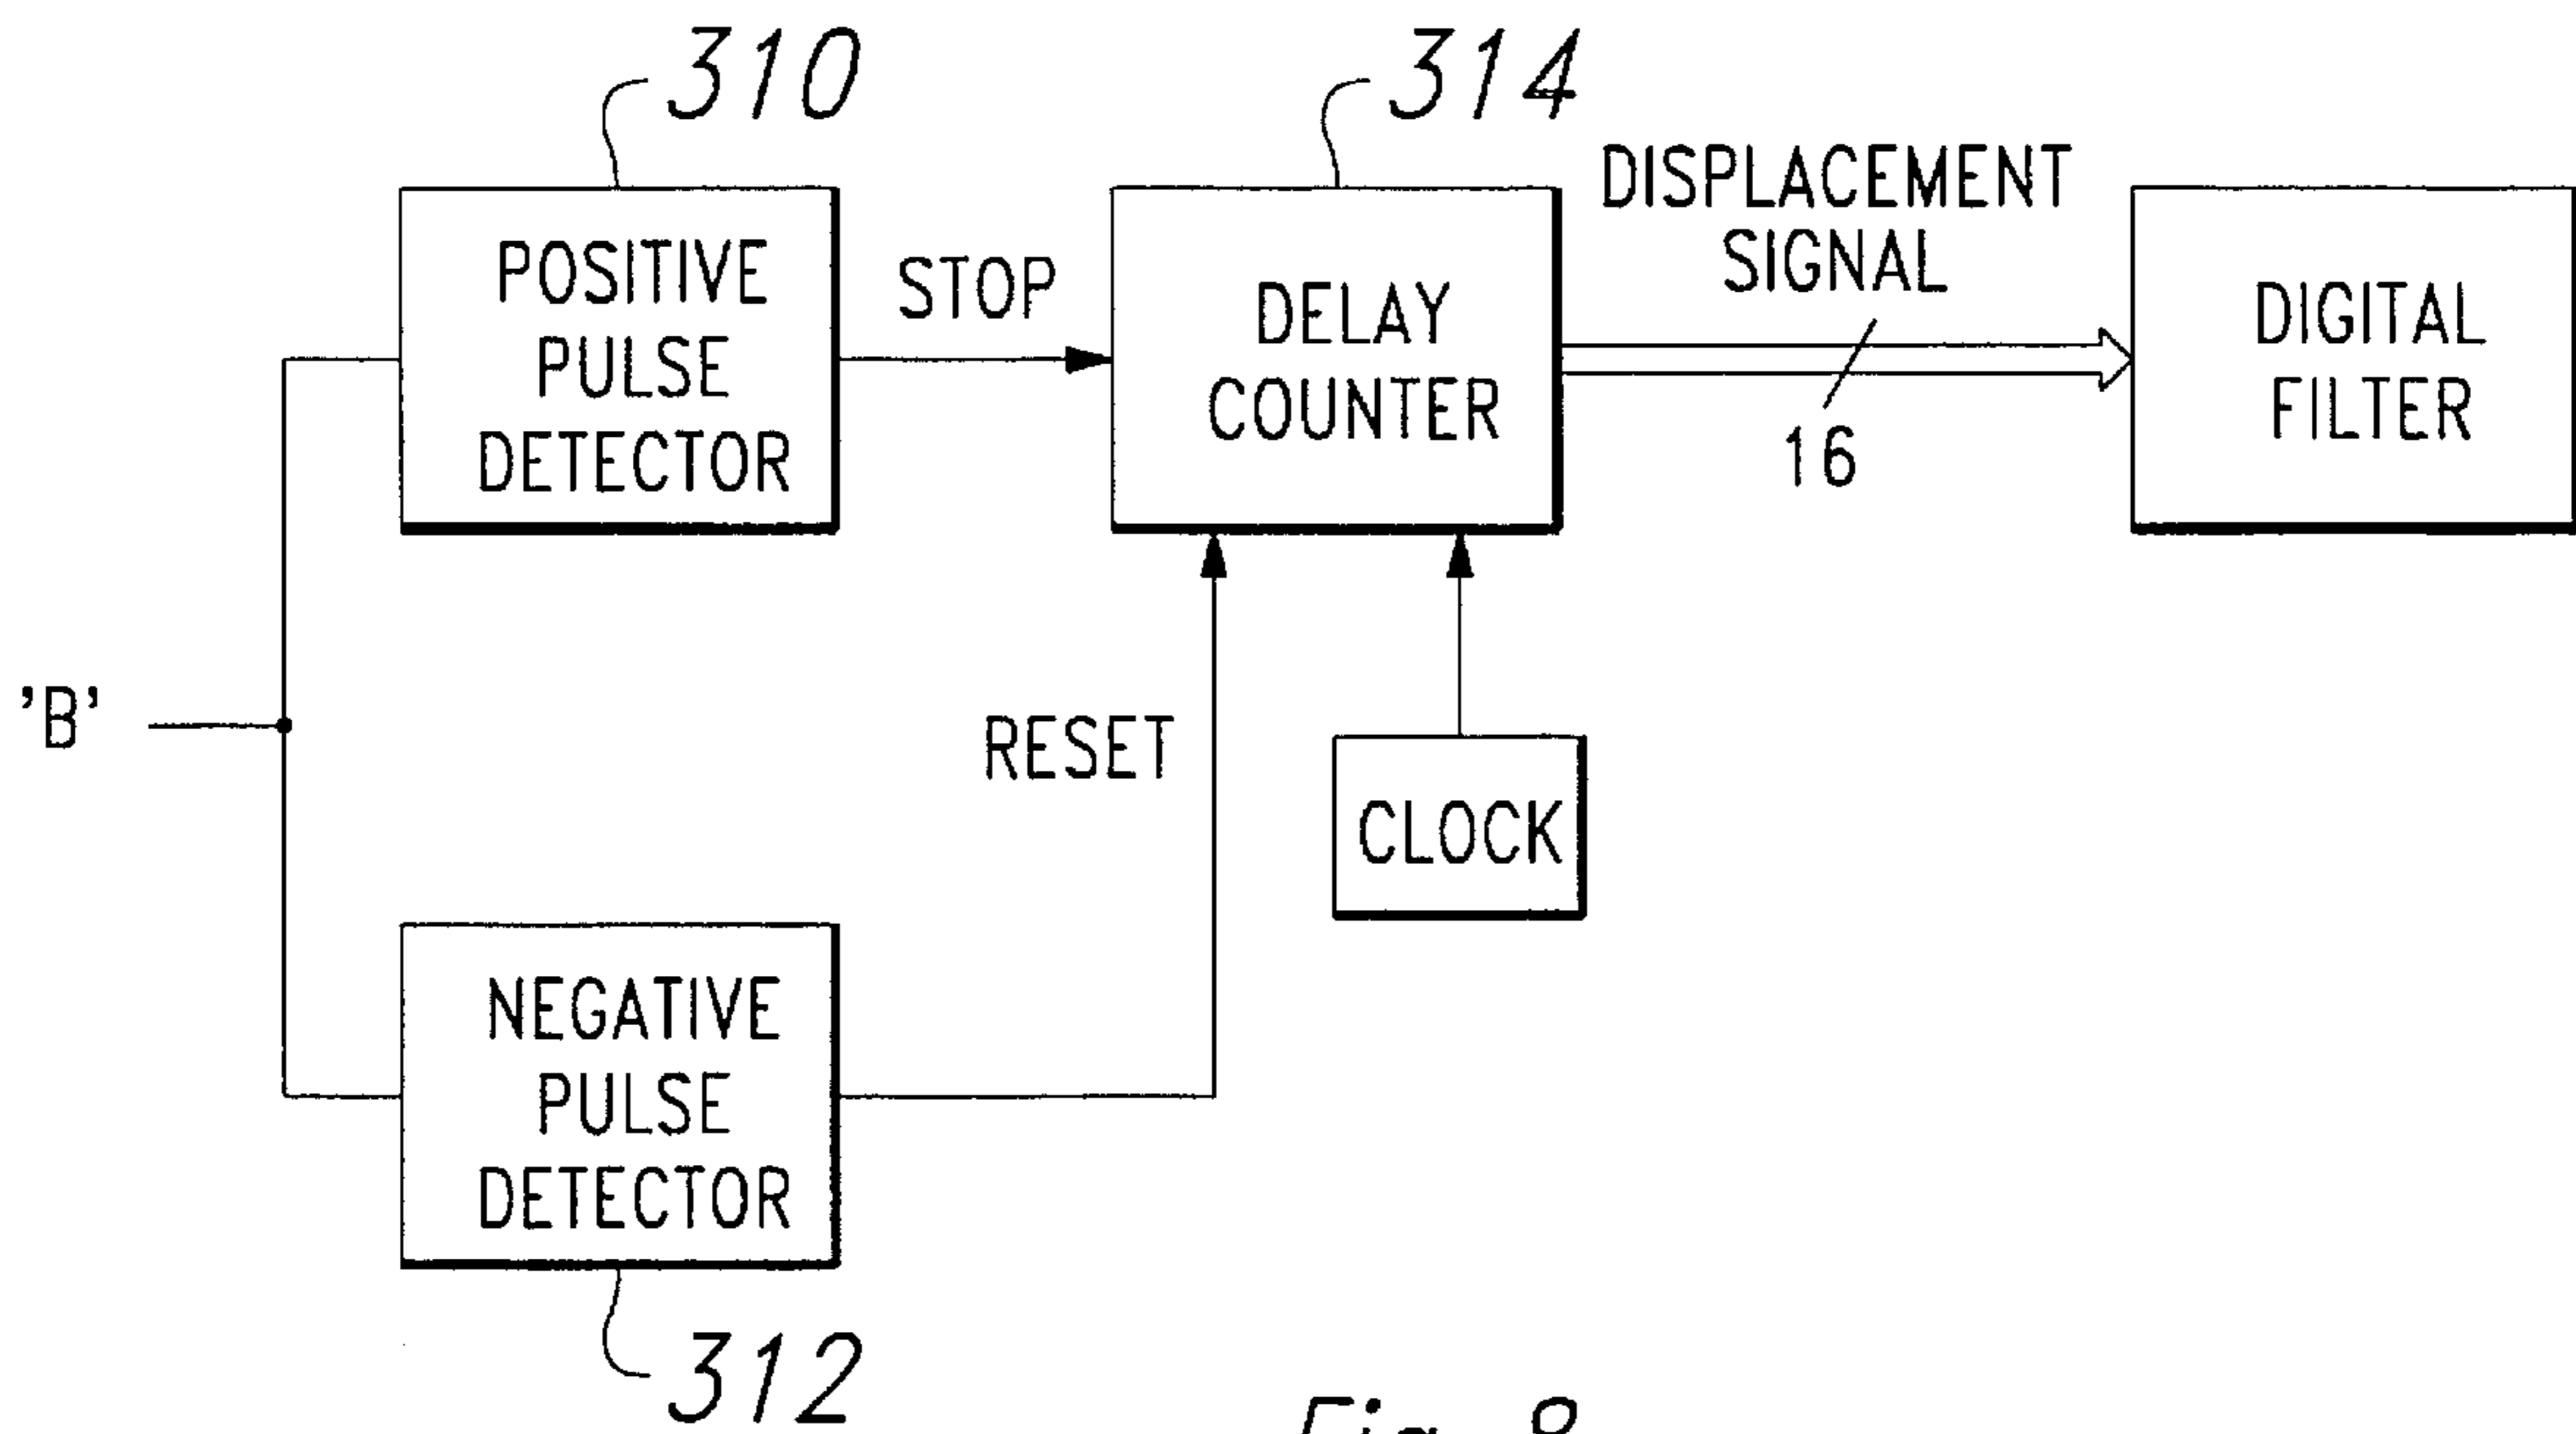 310
314
POSITIVE
PULSE
DETECTOR
STOP
DELAY
COUNTER
DISPLACEMENT
SIGNAL
16
DIGITAL
FILTER
'B'
RESET
CLOCK
NEGATIVE
PULSE
DETECTOR
312